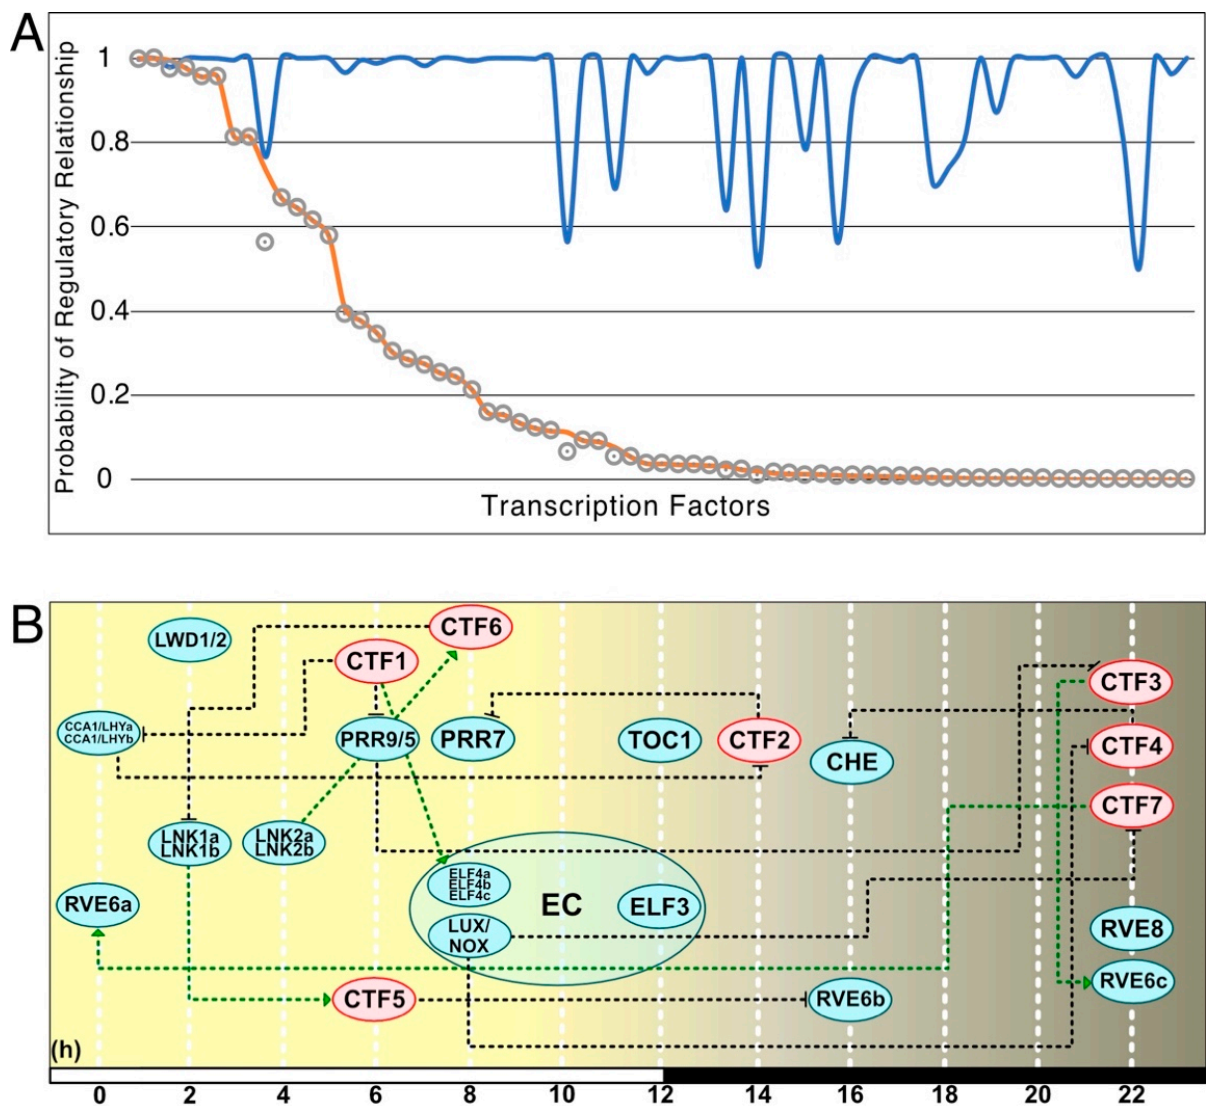 A
Probability of Regulatory Relationship
1
0.8
0.6
0.4
0.2
0
Transcription Factors
B
CTF6
LWD1/2
CTF1
CTF3
CCA1/LHYa
CCA1/LHYb
PRR9/5
PRR7
TOC1
CTF2
CHE
CTF4
CTF7
LNK1a
LNK1b
LNK2a
LNK2b
ELF4a
ELF4b
ELF4c
EC
ELF3
RVE6a
LUX/
NOX
RVE8
CTF5
RVE6b
RVE6c
(h)
0 2 4 6 8 10 12 14 16 18 20 22